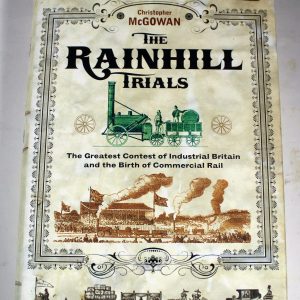 Christopher
McGOWAN
THE
RAINHILL
TRIALS
The Greatest Contest of Industrial Britain
and the Birth of Commercial Rail